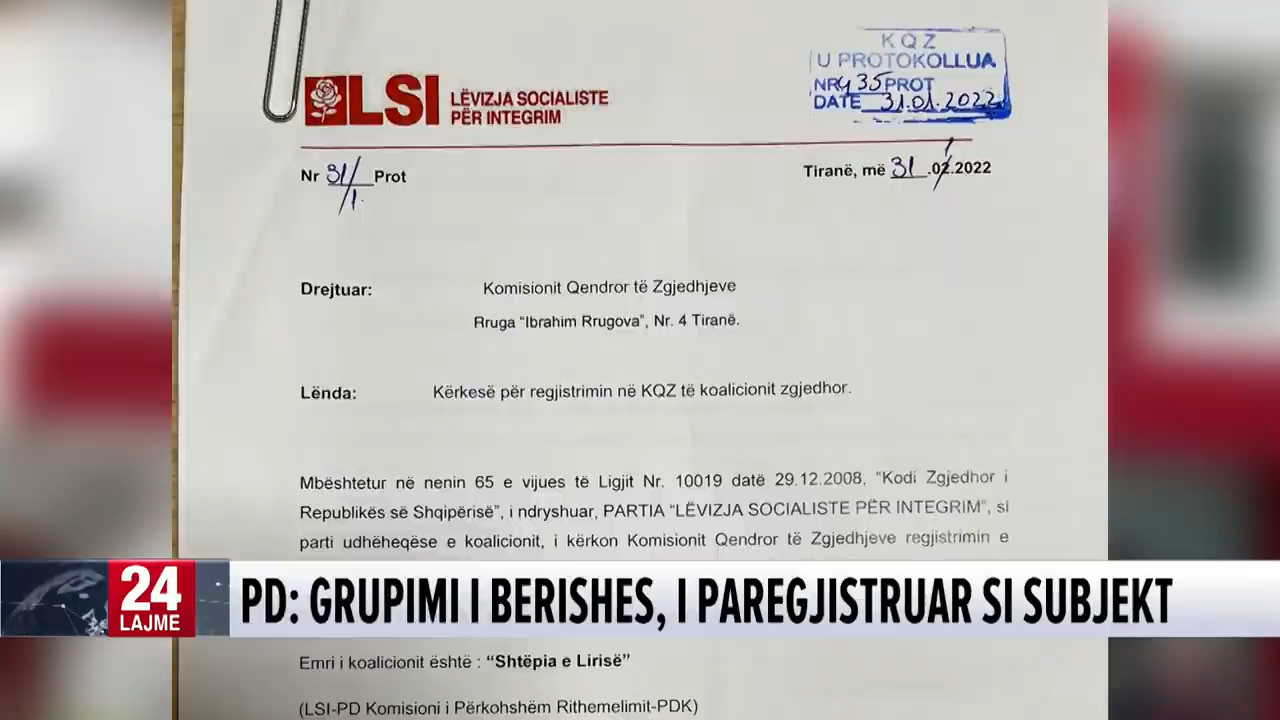 LSI LËVIZJA SOCIALISTE
PËR INTEGRIM
KQZ
U PROTOKOLLUA
NR 435 PROT
DATE 31.01.2022
Nr 31/1 Prot
Tiranë, më 31.01.2022
Drejtuar: Komisionit Qendror të Zgjedhjeve
Rruga “Ibrahim Rrugova”, Nr. 4 Tiranë.
Lënda: Kërkesë për regjistrimin në KQZ të koalicionit zgjedhor.
Mbështetur në nenin 65 e vijues të Ligjit Nr. 10019 datë 29.12.2008, “Kodi Zgjedhor i
Republikës së Shqipërisë”, i ndryshuar, PARTIA “LËVIZJA SOCIALISTE PËR INTEGRIM”, si
parti udhëheqëse e koalicionit, i kërkon Komisionit Qendror të Zgjedhjeve regjistrimin e
24
LAJME
PD: GRUPIMI I BERISHES, I PAREGJISTRUAR SI SUBJEKT
Emri i koalicionit është : “Shtëpia e Lirisë”
(LSI-PD Komisioni i Përkohshëm Rithemelimit-PDK)